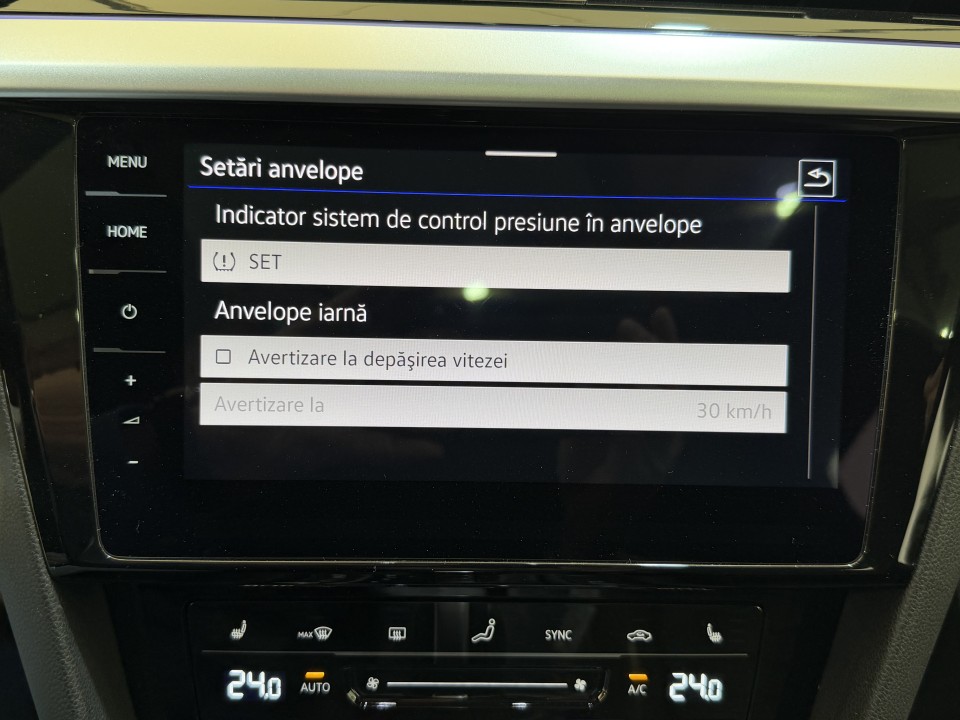 MENU
Setări anvelope
HOME
Indicator sistem de control presiune în anvelope
SET
Anvelope iarnă
Avertizare la depăşirea vitezei
Avertizare la 30 km/h
MAX
SYNC
24.0 AUTO A/C 24.0